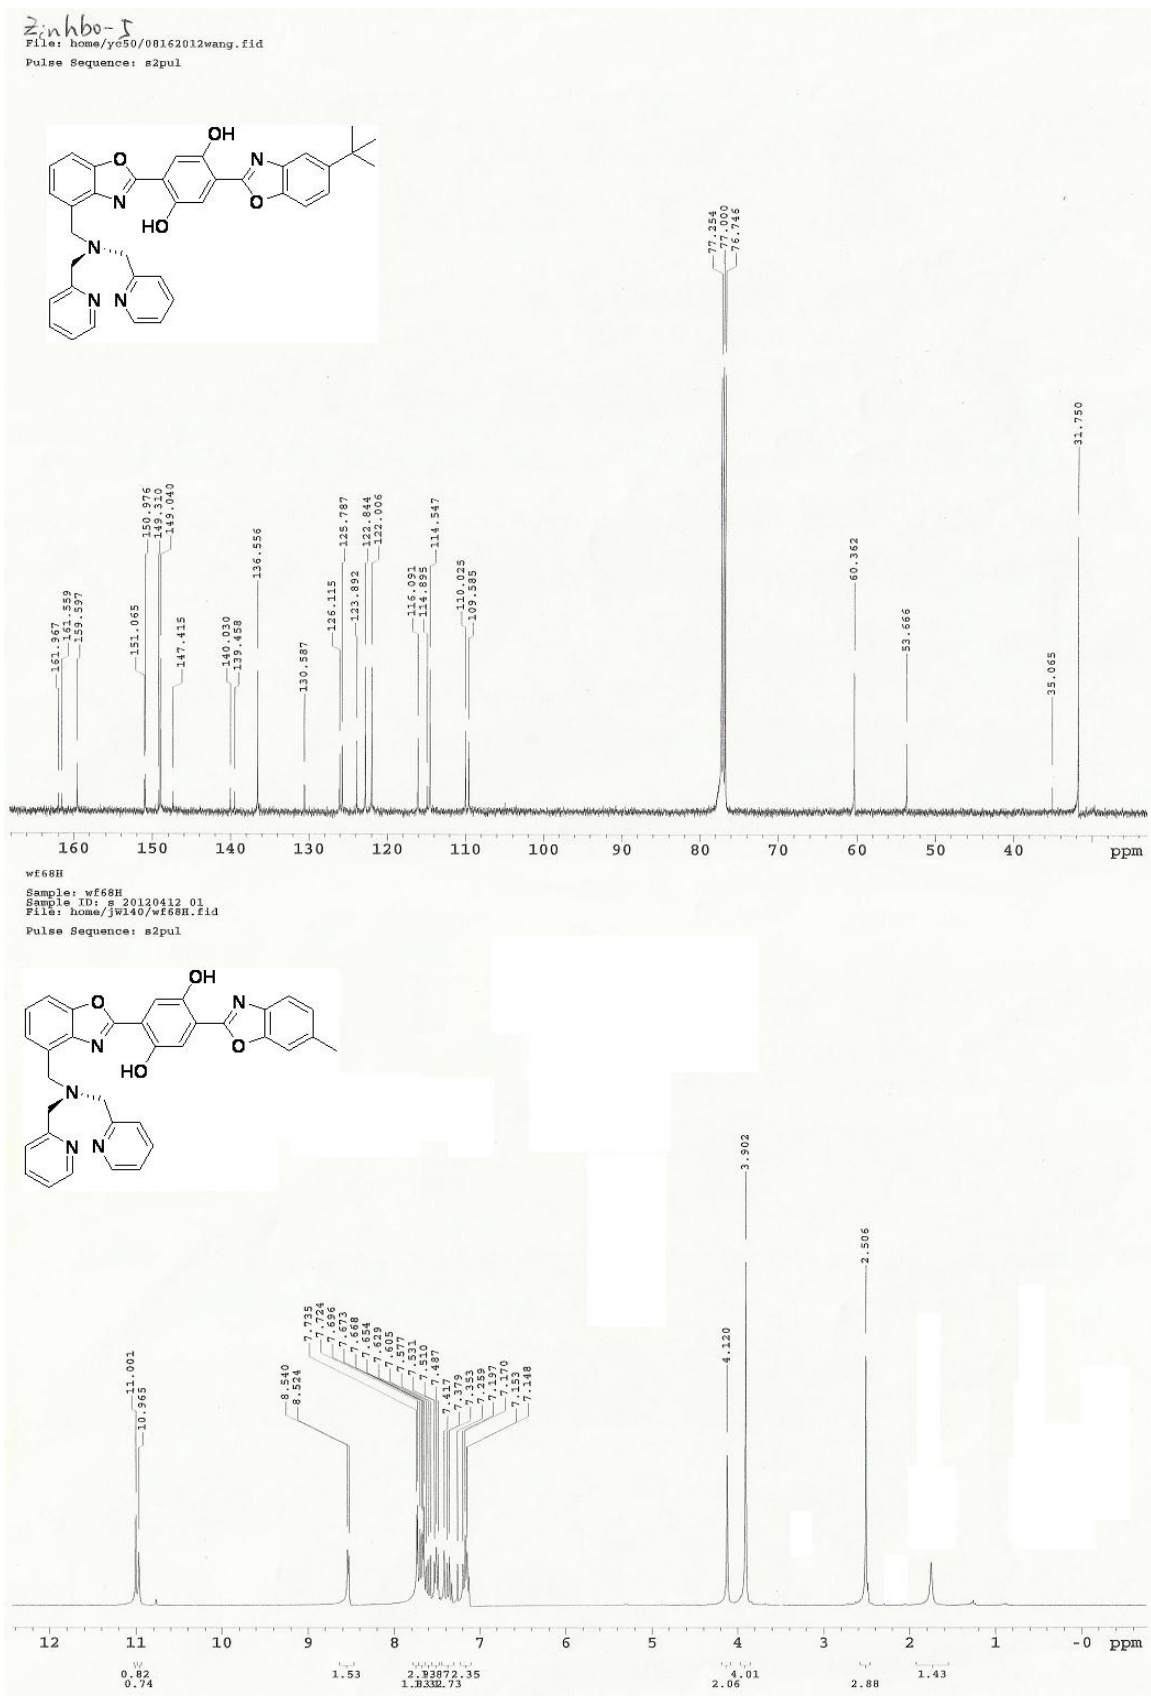 Zinhbo-5
File: home/yc50/08162012wang.fid
Pulse Sequence: s2pul
OH
O
N
N
O
HO
N
N
N
77.254
77.000
76.746
31.750
150.976
149.310
149.040
125.787
122.844
122.006
114.547
136.556
60.362
161.967
161.559
159.597
151.065
147.415
140.030
139.458
130.587
126.115
123.892
116.091
114.895
110.025
109.585
53.666
35.065
160 150 140 130 120 110 100 90 80 70 60 50 40 ppm
wf68H
Sample: wf68H
Sample ID: s_20120412_01
File: home/jw140/wf68H.fid
Pulse Sequence: s2pul
OH
O
N
N
O
HO
N
N
N
3.902
2.506
4.120
7.735
7.724
7.696
7.673
7.668
7.654
7.629
7.605
7.577
7.531
7.510
7.487
7.417
7.379
7.353
7.259
7.197
7.170
7.153
7.148
11.001
10.965
8.540
8.524
12 11 10 9 8 7 6 5 4 3 2 1 -0 ppm
0.82 1.53 4.01 1.43
0.74 2.06 2.88